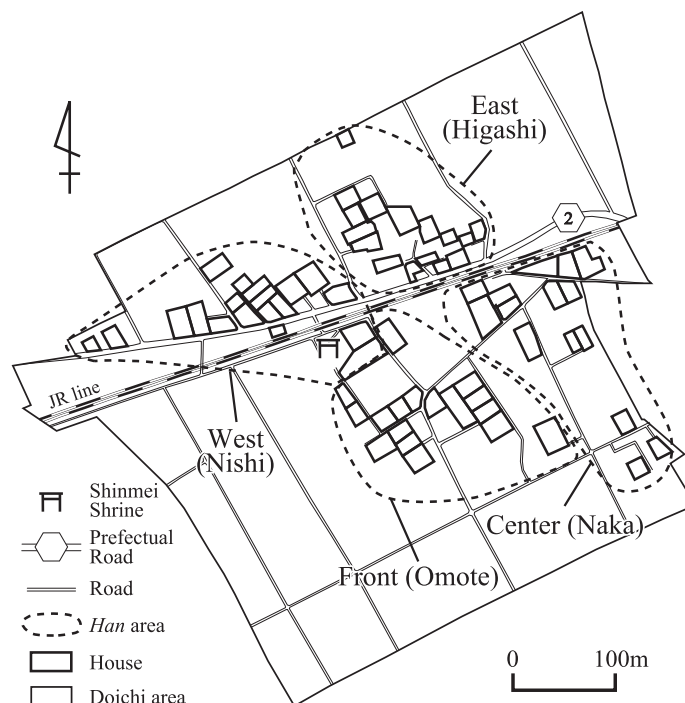 East
(Higashi)
2
JR line
West
(Nishi)
Center (Naka)
Front (Omote)
Shinmei
Shrine
Prefectual
Road
Road
Han area
House
Doichi area
0 100m